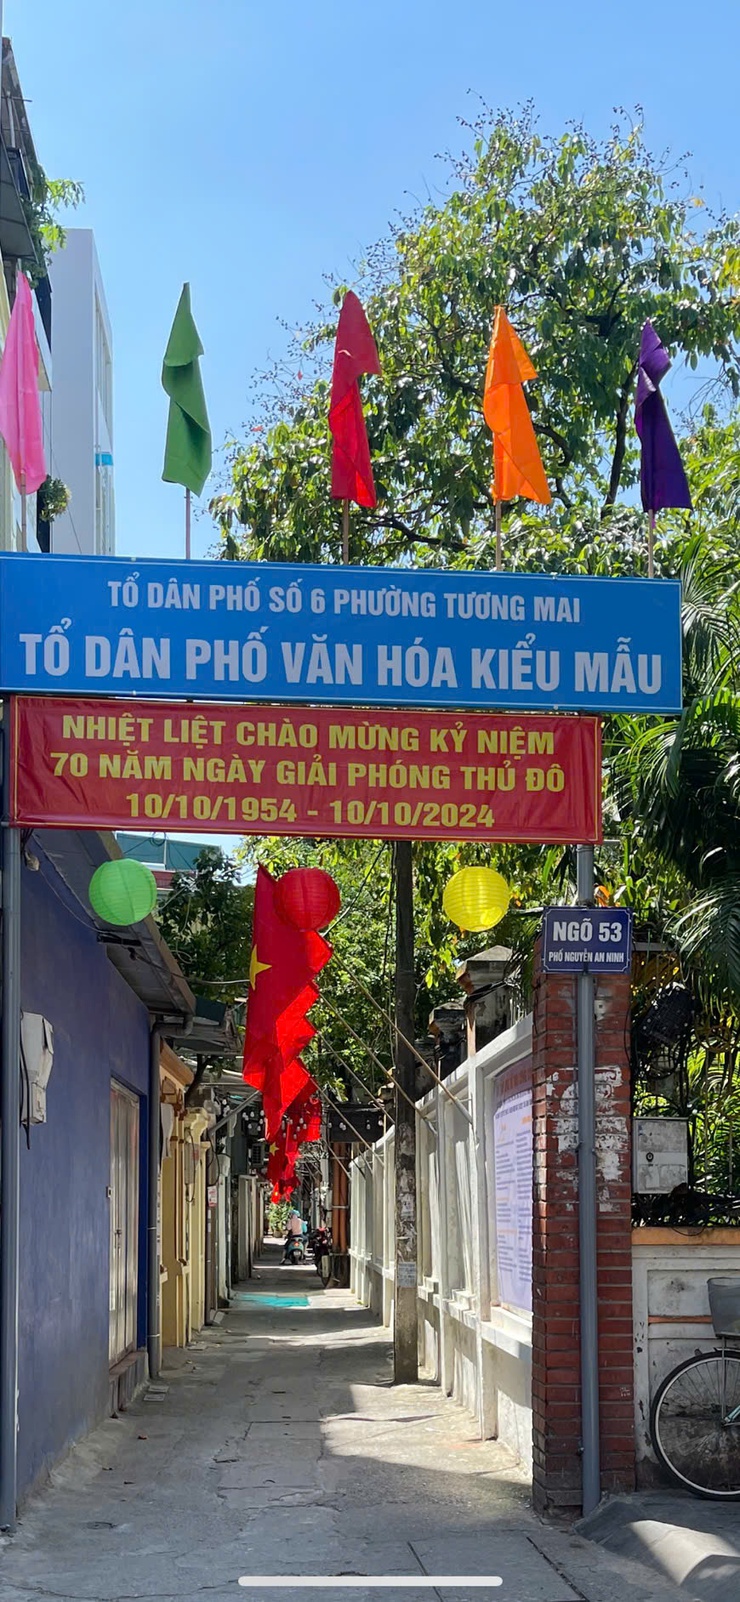 TỔ DÂN PHỐ SỐ 6 PHƯỜNG TƯƠNG MAI
TỔ DÂN PHỐ VĂN HÓA KIỂU MẪU
NHIỆT LIỆT CHÀO MỪNG KỶ NIỆM
70 NĂM NGÀY GIẢI PHÓNG THỦ ĐÔ
10/10/1954 - 10/10/2024
NGÕ 53
PHỐ NGUYỄN AN NINH